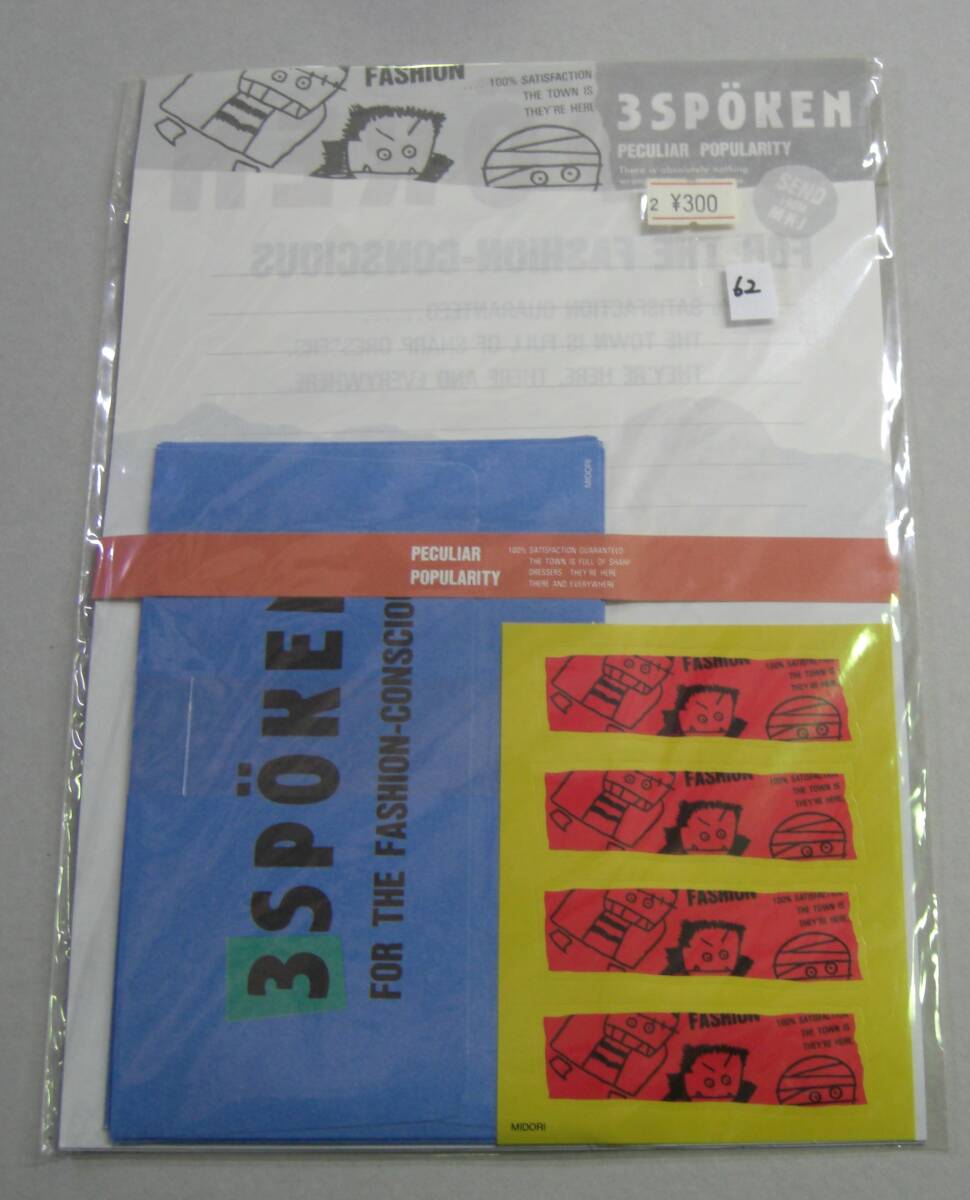 FASHION
100% SATISFACTION
THE TOWN IS
THEY'RE HERE
3SPÖKEN
PECULIAR POPULARITY
There is absolutely nothing
SEND
2 ¥300
62
FOR THE FASHION-CONSCIOUS
SATISFACTION GUARANTEED
THE TOWN IS FULL OF SHARP DRESSERS.
THEY'RE HERE, THERE AND EVERYWHERE.
MIDORI
PECULIAR
POPULARITY
100% SATISFACTION GUARANTEED
THE TOWN IS FULL OF SHARP
DRESSERS THEY'RE HERE
THERE AND EVERYWHERE
3SPÖKEN
FOR THE FASHION-CONSCIOU
FASHION
100% SATISFACTION
THE TOWN IS
THEY'RE HERE
FASHION
100% SATISFACTION
THE TOWN IS
THEY'RE HERE
FASHION
100% SATISFACTION
THE TOWN IS
THEY'RE HERE
FASHION
100% SATISFACTION
THE TOWN IS
THEY'RE HERE
MIDORI